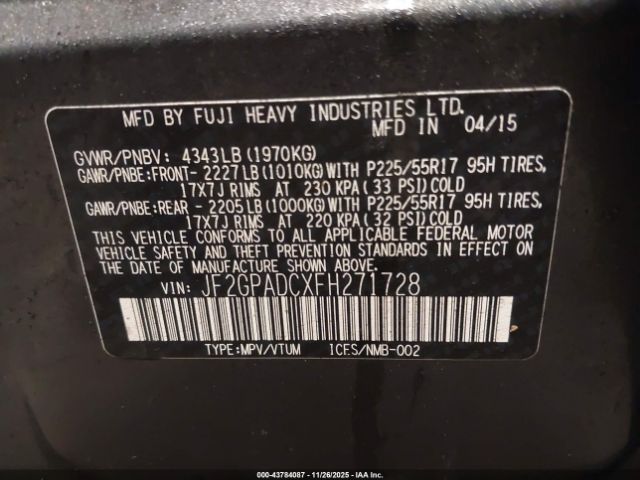 MFD BY FUJI HEAVY INDUSTRIES LTD.
MFD IN 04/15
GVWR/PNBV: 4343LB (1970KG)
GAWR/PNBE:FRONT- 2227LB (1010KG) WITH P225/55R17 95H TIRES,
17X7J RIMS AT 230 KPA (33 PSI) COLD
GAWR/PNBE:REAR - 2205LB (1000KG) WITH P225/55R17 95H TIRES,
17X7J RIMS AT 220 KPA (32 PSI) COLD
THIS VEHICLE CONFORMS TO ALL APPLICABLE FEDERAL MOTOR
VEHICLE SAFETY AND THEFT PREVENTION STANDARDS IN EFFECT ON
THE DATE OF MANUFACTURE SHOWN ABOVE.
VIN: JF2GPADCXFH271728
TYPE:MPV/VTUM ICES/NMB-002
000-43784087 - 11/26/2025 - IAA Inc.